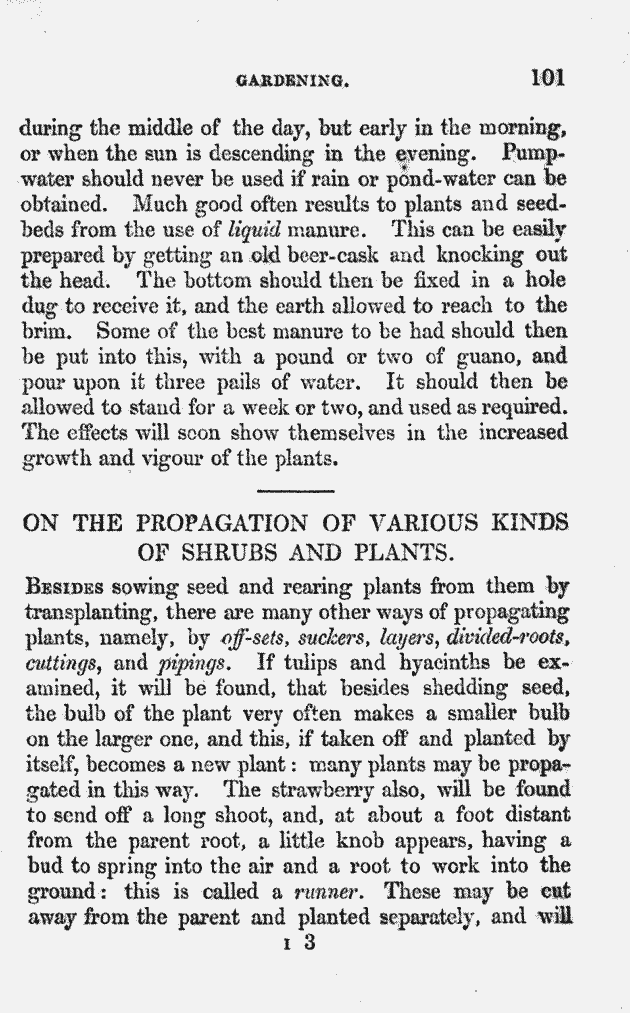 GARDENING. 101
during the middle of the day, but early in the morning,
or when the sun is descending in the evening. Pump-
water should never be used if rain or pond-water can be
obtained. Much good often results to plants and seed-
beds from the use of liquid manure. This can be easily
prepared by getting an old beer-cask and knocking out
the head. The bottom should then be fixed in a hole
dug to receive it, and the earth allowed to reach to the
brim. Some of the best manure to be had should then
be put into this, with a pound or two of guano, and
pour upon it three pails of water. It should then be
allowed to stand for a week or two, and used as required.
The effects will soon show themselves in the increased
growth and vigour of the plants.
ON THE PROPAGATION OF VARIOUS KINDS
OF SHRUBS AND PLANTS.
BESIDES sowing seed and rearing plants from them by
transplanting, there are many other ways of propagating
plants, namely, by off-sets, suckers, layers, divided-roots,
cuttings, and pipings. If tulips and hyacinths be ex-
amined, it will be found, that besides shedding seed,
the bulb of the plant very often makes a smaller bulb
on the larger one, and this, if taken off and planted by
itself, becomes a new plant: many plants may be propa-
gated in this way. The strawberry also, will be found
to send off a long shoot, and, at about a foot distant
from the parent root, a little knob appears, having a
bud to spring into the air and a root to work into the
ground: this is called a runner. These may be cut
away from the parent and planted separately, and will
I 3